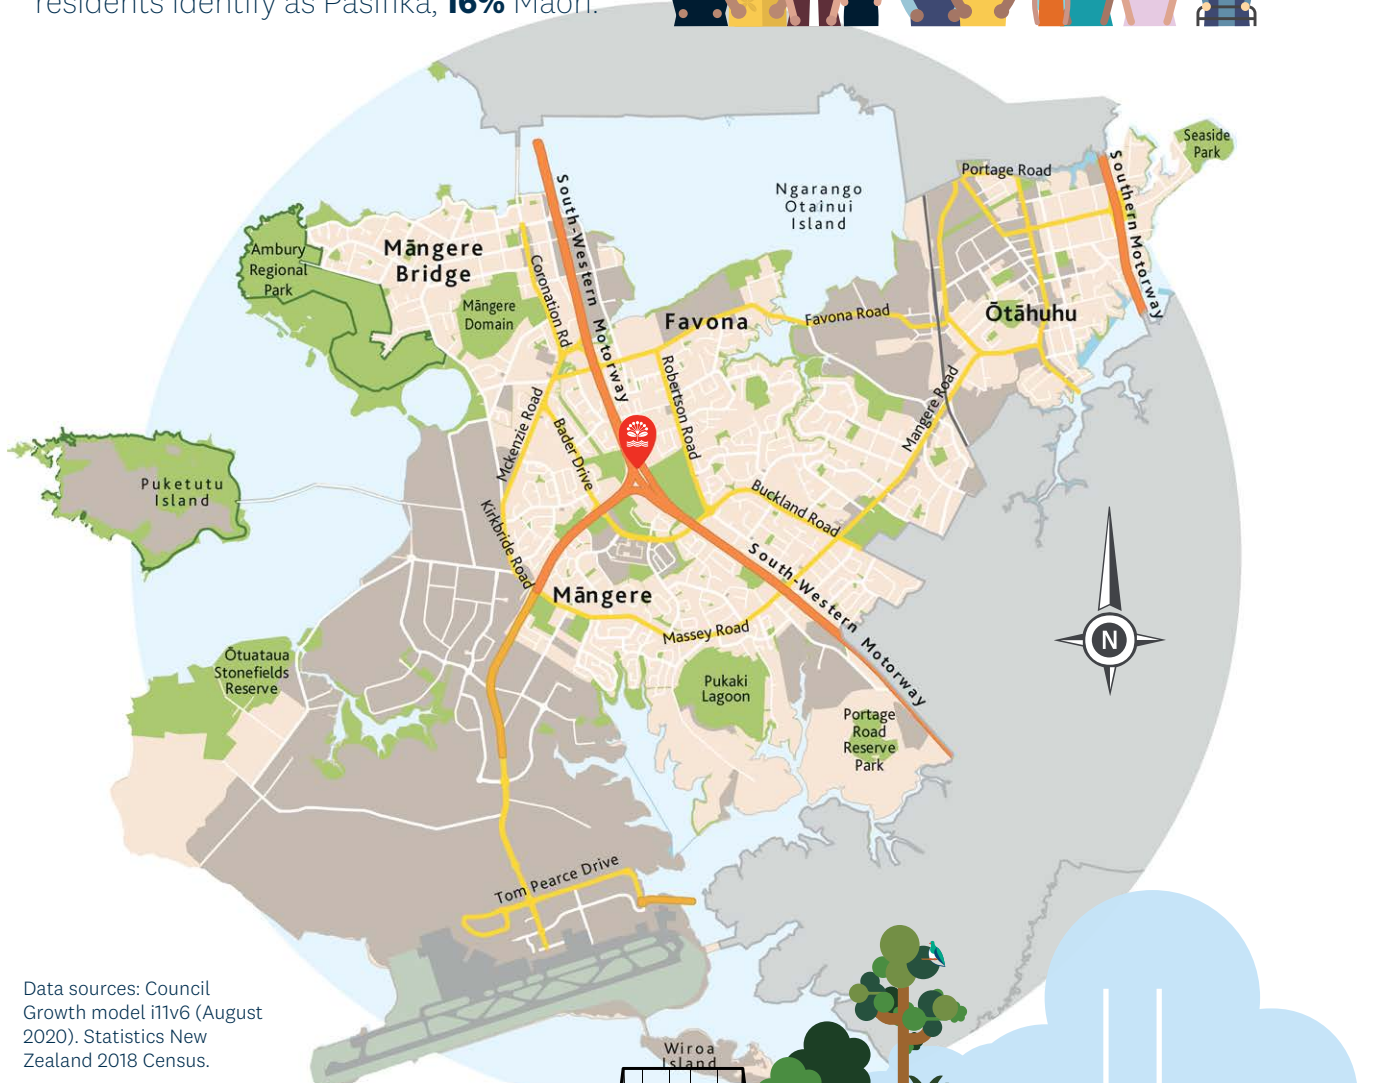 residents identify as Pasifika, 16% Māori.
Seaside
Park
Portage Road
Southern Motorway
South-Western Motorway
Ngarango
Otainui
Island
Māngere
Bridge
Ambury
Regional
Park
Coronation Rd
Māngere
Domain
Favona
Favona Road
Ōtāhuhu
Robertson Road
Mangere Road
Mckenzie Road
Bader Drive
Puketutu
Island
Buckland Road
Kirkbride Road
South-Western Motorway
Māngere
Massey Road
N
Ōtuataua
Stonefields
Reserve
Pukaki
Lagoon
Portage
Road
Reserve
Park
Tom Pearce Drive
Data sources: Council
Growth model i11v6 (August
2020). Statistics New
Zealand 2018 Census.
Wiroa
Island